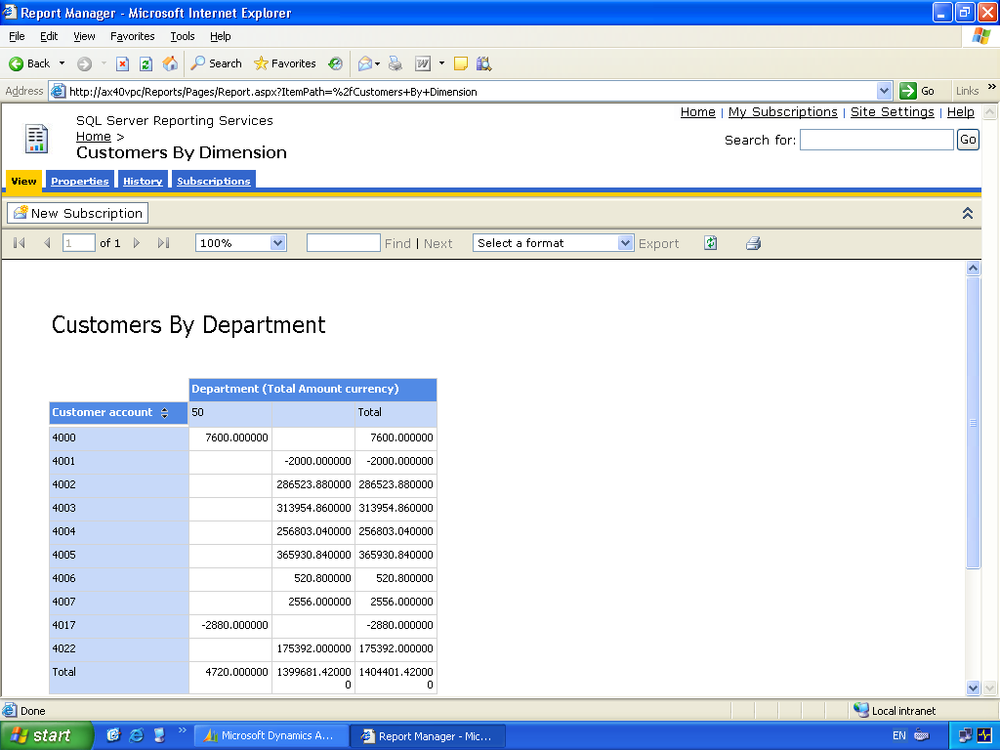 Report Manager - Microsoft Internet Explorer
File Edit View Favorites Tools Help
Back Search Favorites
Address http://ax40vpc/Reports/Pages/Report.aspx?ItemPath=%2fCustomers+By+Dimension Go Links »
SQL Server Reporting Services Home | My Subscriptions | Site Settings | Help
Home >
Customers By Dimension Search for: Go
View Properties History Subscriptions
New Subscription
1 of 1 100% Find | Next Select a format Export
Customers By Department
Department (Total Amount currency)
Customer account 50 Total
4000 7600.000000 7600.000000
4001 -2000.000000 -2000.000000
4002 286523.880000 286523.880000
4003 313954.860000 313954.860000
4004 256803.040000 256803.040000
4005 365930.840000 365930.840000
4006 520.800000 520.800000
4007 2556.000000 2556.000000
4017 -2880.000000 -2880.000000
4022 175392.000000 175392.000000
Total 4720.000000 1399681.42000 1404401.42000
0 0
Done Local intranet
start » Microsoft Dynamics A... Report Manager - Mic... EN